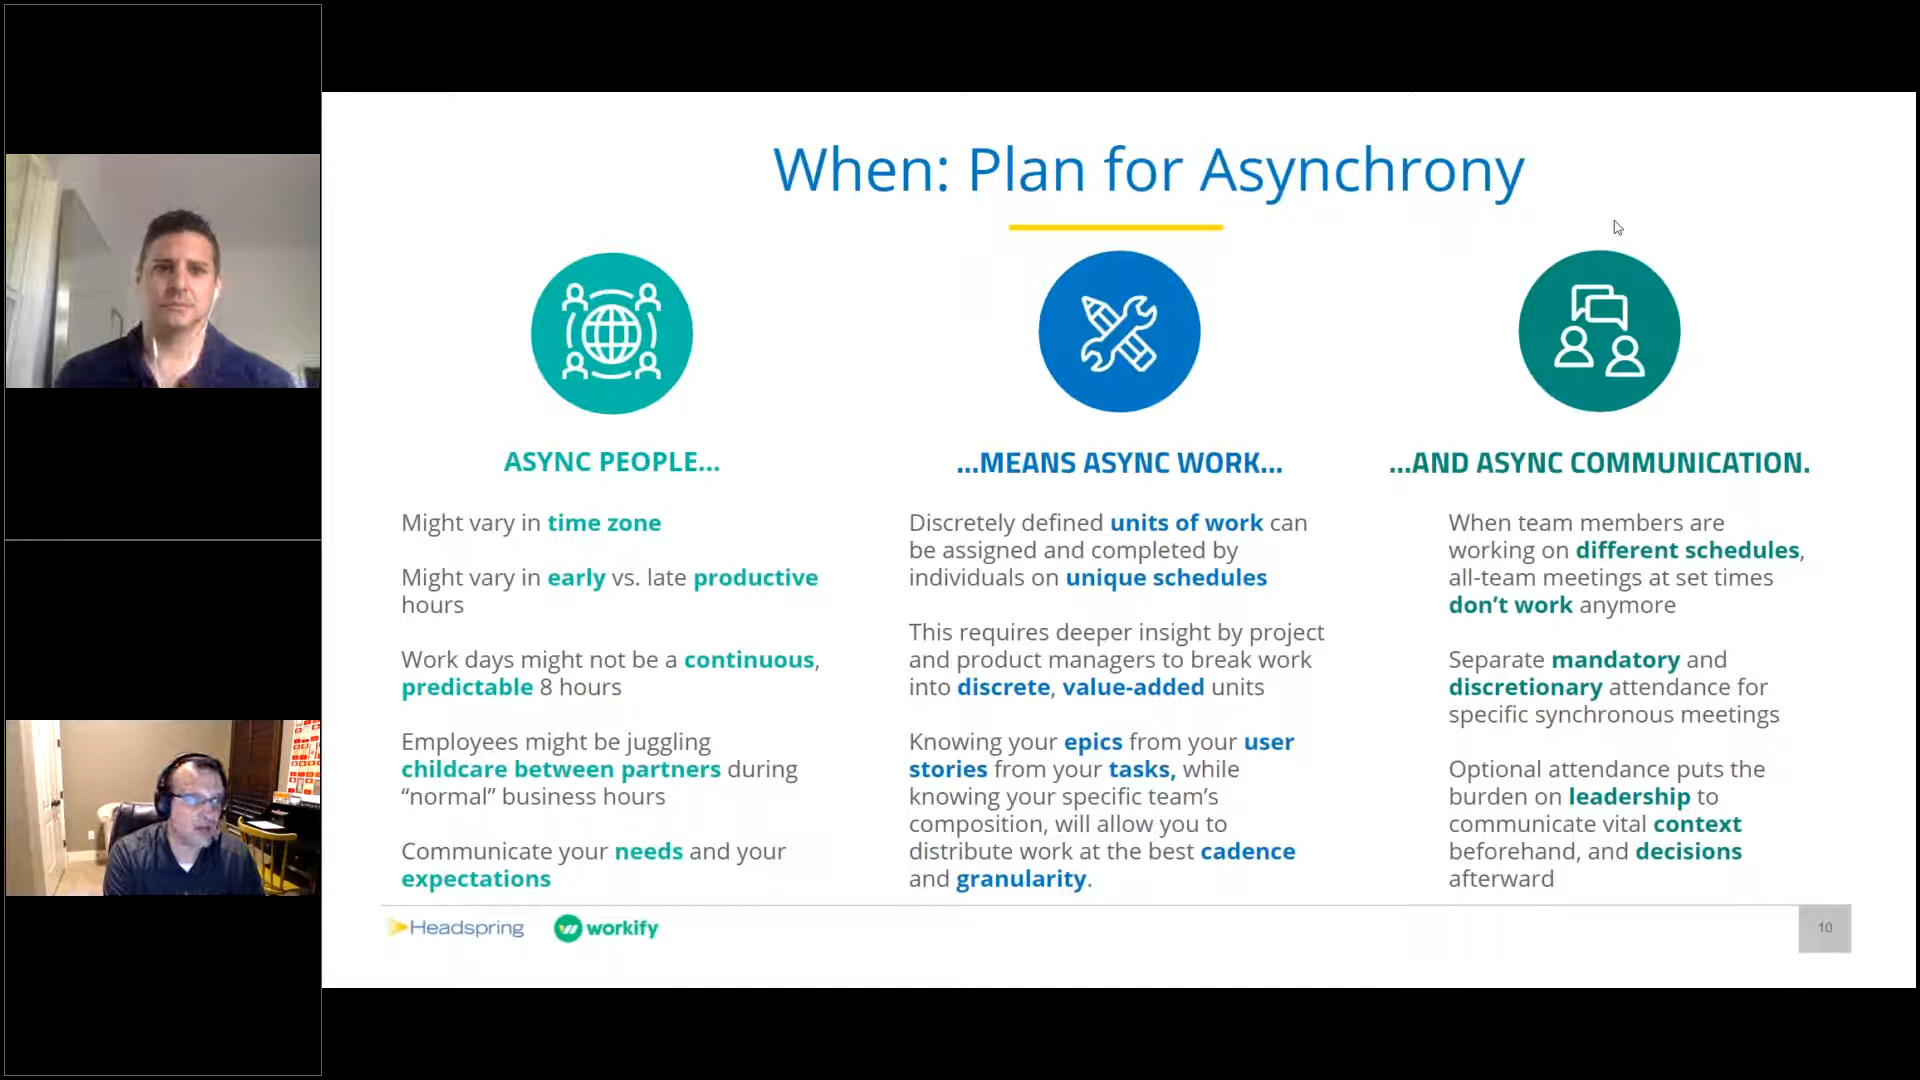 When: Plan for Asynchrony
ASYNC PEOPLE...
Might vary in time zone
Might vary in early vs. late productive
hours
Work days might not be a continuous,
predictable 8 hours
Employees might be juggling
childcare between partners during
“normal” business hours
Communicate your needs and your
expectations
...MEANS ASYNC WORK...
Discretely defined units of work can
be assigned and completed by
individuals on unique schedules
This requires deeper insight by project
and product managers to break work
into discrete, value-added units
Knowing your epics from your user
stories from your tasks, while
knowing your specific team’s
composition, will allow you to
distribute work at the best cadence
and granularity.
...AND ASYNC COMMUNICATION.
When team members are
working on different schedules,
all-team meetings at set times
don’t work anymore
Separate mandatory and
discretionary attendance for
specific synchronous meetings
Optional attendance puts the
burden on leadership to
communicate vital context
beforehand, and decisions
afterward
Headspring
workify
10